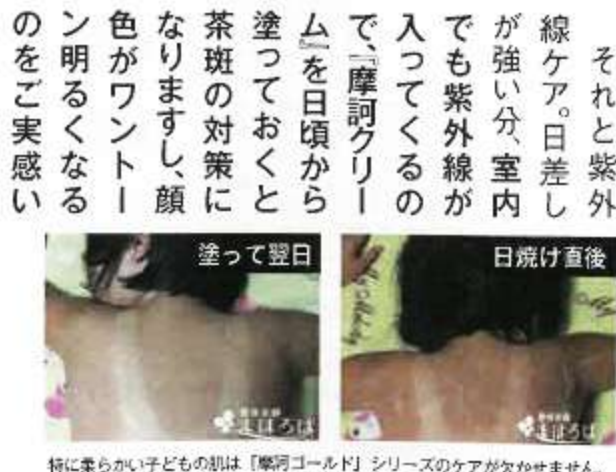 それと紫外
線ケア。日差し
が強い分、室内
でも紫外線が
入ってくるの
で、『摩訶クリー
ム』を日頃から
塗っておくと
茶斑の対策に
なりますし、顔
色がワントー
ン明るくなる
のをご実感い
日焼け直後
まほろば
塗って翌日
まほろば
特に柔らかい子どもの肌は「摩訶ゴールド」シリーズのケアが欠かせません